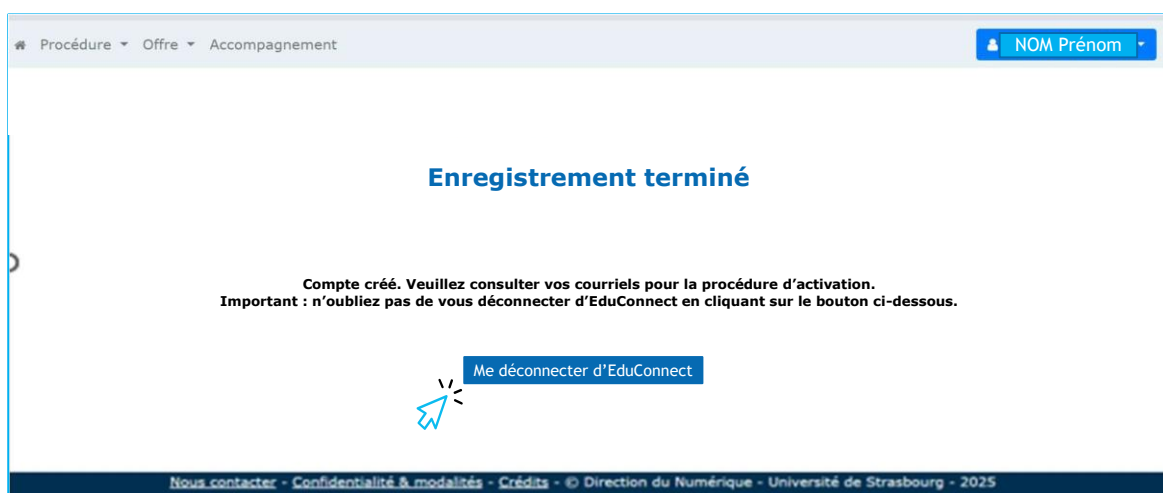 Procédure Offre Accompagnement NOM Prénom
Enregistrement terminé
Compte créé. Veuillez consulter vos courriels pour la procédure d’activation.
Important : n’oubliez pas de vous déconnecter d’EduConnect en cliquant sur le bouton ci-dessous.
Me déconnecter d’EduConnect
Nous contacter - Confidentialité & modalités - Crédits - © Direction du Numérique - Université de Strasbourg - 2025